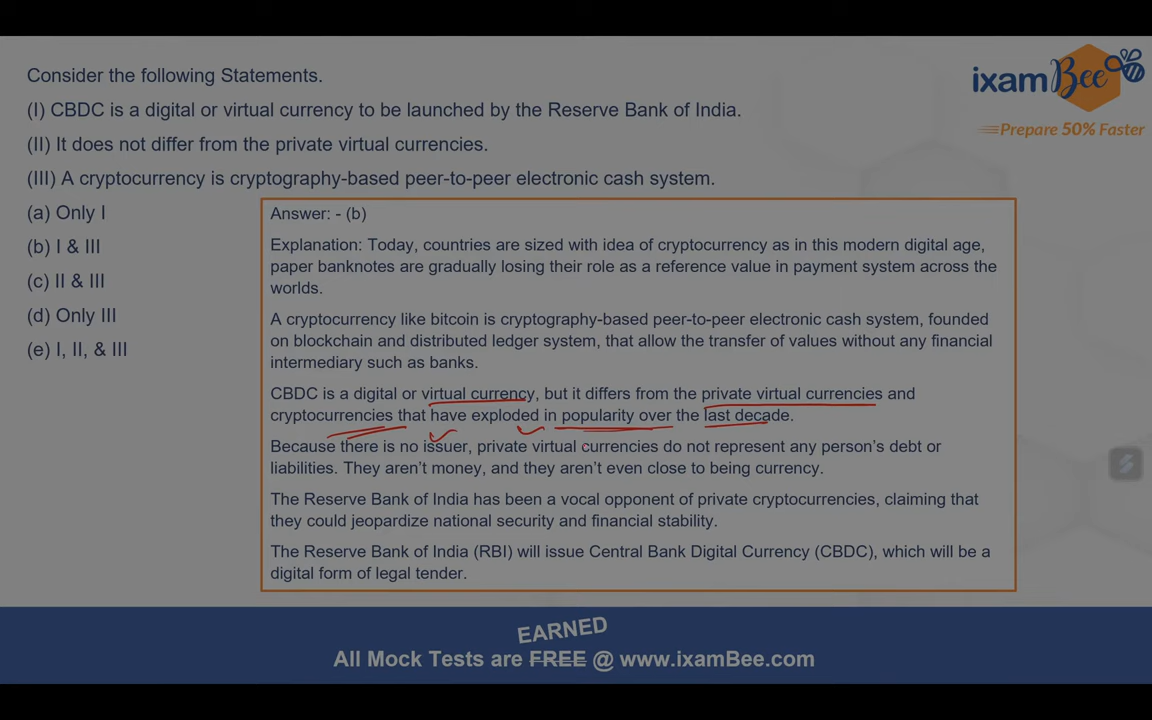 ixamBee
Prepare 50% Faster
Consider the following Statements.
(I) CBDC is a digital or virtual currency to be launched by the Reserve Bank of India.
(II) It does not differ from the private virtual currencies.
(III) A cryptocurrency is cryptography-based peer-to-peer electronic cash system.
(a) Only I
(b) I & III
(c) II & III
(d) Only III
(e) I, II, & III
Answer: - (b)
Explanation: Today, countries are sized with idea of cryptocurrency as in this modern digital age,
paper banknotes are gradually losing their role as a reference value in payment system across the
worlds.
A cryptocurrency like bitcoin is cryptography-based peer-to-peer electronic cash system, founded
on blockchain and distributed ledger system, that allow the transfer of values without any financial
intermediary such as banks.
CBDC is a digital or virtual currency, but it differs from the private virtual currencies and
cryptocurrencies that have exploded in popularity over the last decade.
Because there is no issuer, private virtual currencies do not represent any person's debt or
liabilities. They aren't money, and they aren't even close to being currency.
The Reserve Bank of India has been a vocal opponent of private cryptocurrencies, claiming that
they could jeopardize national security and financial stability.
The Reserve Bank of India (RBI) will issue Central Bank Digital Currency (CBDC), which will be a
digital form of legal tender.
EARNED
All Mock Tests are FREE @ www.ixamBee.com